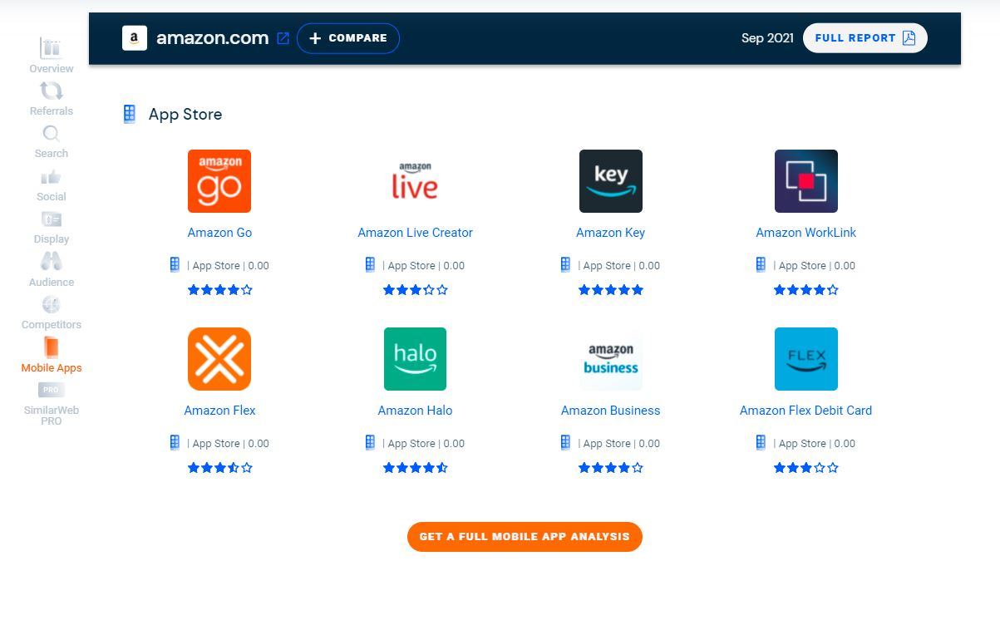 a amazon.com + COMPARE Sep 2021 FULL REPORT
Overview
Referrals
Search
Social
Display
Audience
Competitors
Mobile Apps
PRO
SimilarWeb
PRO
App Store
amazon
go
amazon
live
key
Amazon Go Amazon Live Creator Amazon Key Amazon WorkLink
| App Store | 0.00 | App Store | 0.00 | App Store | 0.00 | App Store | 0.00
halo
amazon
business
FLEX
Amazon Flex Amazon Halo Amazon Business Amazon Flex Debit Card
| App Store | 0.00 | App Store | 0.00 | App Store | 0.00 | App Store | 0.00
GET A FULL MOBILE APP ANALYSIS